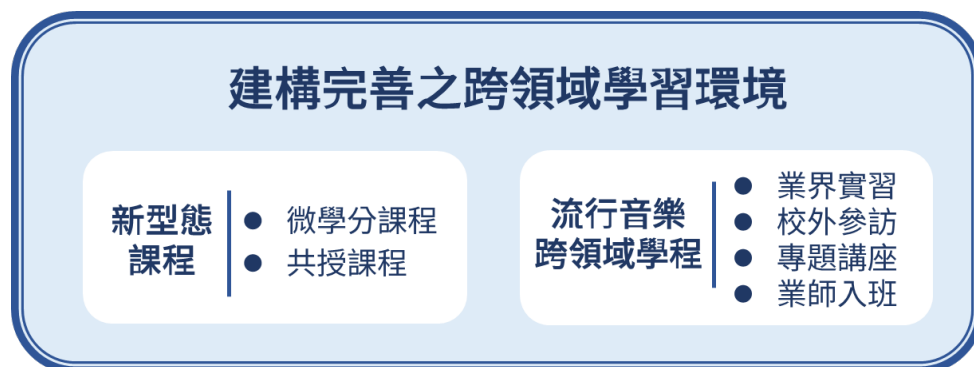 建構完善之跨領域學習環境
新型態
課程
● 微學分課程
● 共授課程
流行音樂
跨領域學程
● 業界實習
● 校外參訪
● 專題講座
● 業師入班